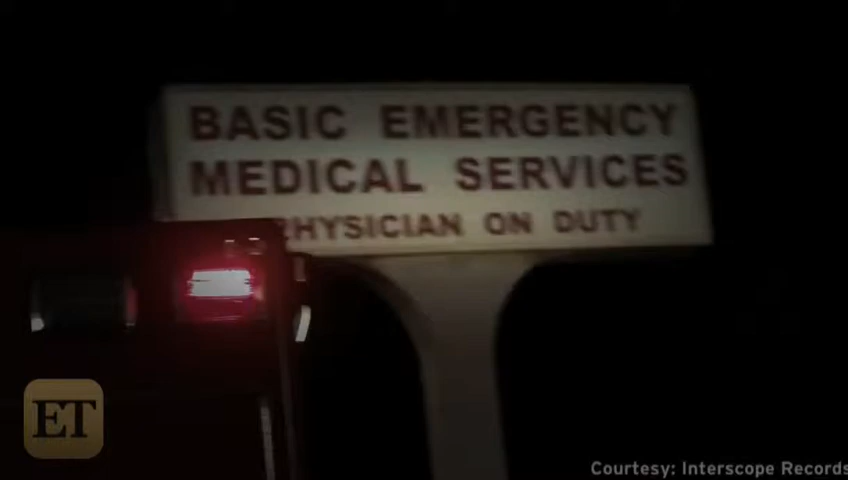 BASIC EMERGENCY
MEDICAL SERVICES
PHYSICIAN ON DUTY
ET
Courtesy: Interscope Records